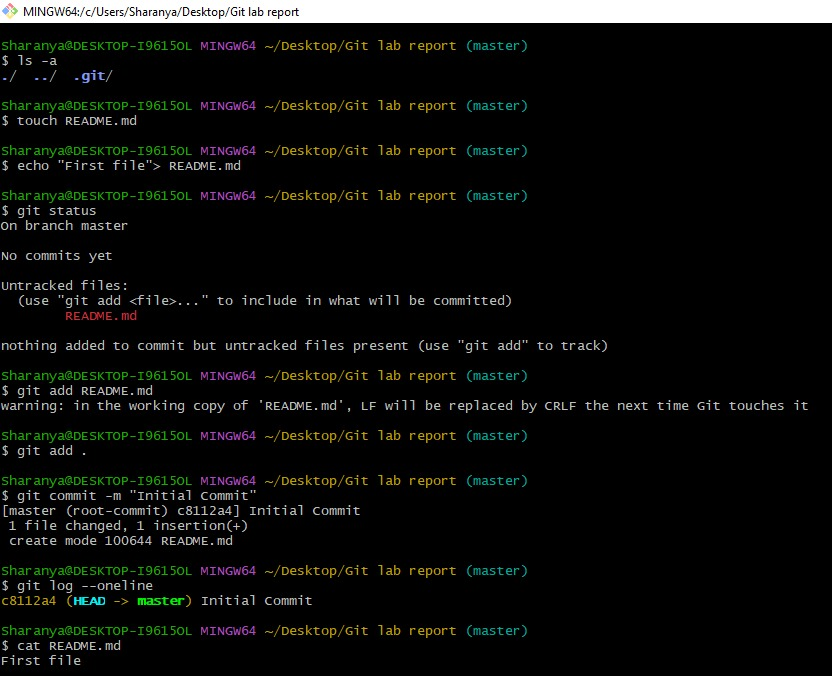 MINGW64:/c/Users/Sharanya/Desktop/Git lab report
Sharanya@DESKTOP-I9615OL MINGW64 ~/Desktop/Git lab report (master)
$ ls -a
./  ../  .git/
Sharanya@DESKTOP-I9615OL MINGW64 ~/Desktop/Git lab report (master)
$ touch README.md
Sharanya@DESKTOP-I9615OL MINGW64 ~/Desktop/Git lab report (master)
$ echo "First file"> README.md
Sharanya@DESKTOP-I9615OL MINGW64 ~/Desktop/Git lab report (master)
$ git status
On branch master
No commits yet
Untracked files:
  (use "git add <file>..." to include in what will be committed)
        README.md
nothing added to commit but untracked files present (use "git add" to track)
Sharanya@DESKTOP-I9615OL MINGW64 ~/Desktop/Git lab report (master)
$ git add README.md
warning: in the working copy of 'README.md', LF will be replaced by CRLF the next time Git touches it
Sharanya@DESKTOP-I9615OL MINGW64 ~/Desktop/Git lab report (master)
$ git add .
Sharanya@DESKTOP-I9615OL MINGW64 ~/Desktop/Git lab report (master)
$ git commit -m "Initial Commit"
[master (root-commit) c8112a4] Initial Commit
 1 file changed, 1 insertion(+)
 create mode 100644 README.md
Sharanya@DESKTOP-I9615OL MINGW64 ~/Desktop/Git lab report (master)
$ git log --oneline
c8112a4 (HEAD -> master) Initial Commit
Sharanya@DESKTOP-I9615OL MINGW64 ~/Desktop/Git lab report (master)
$ cat README.md
First file